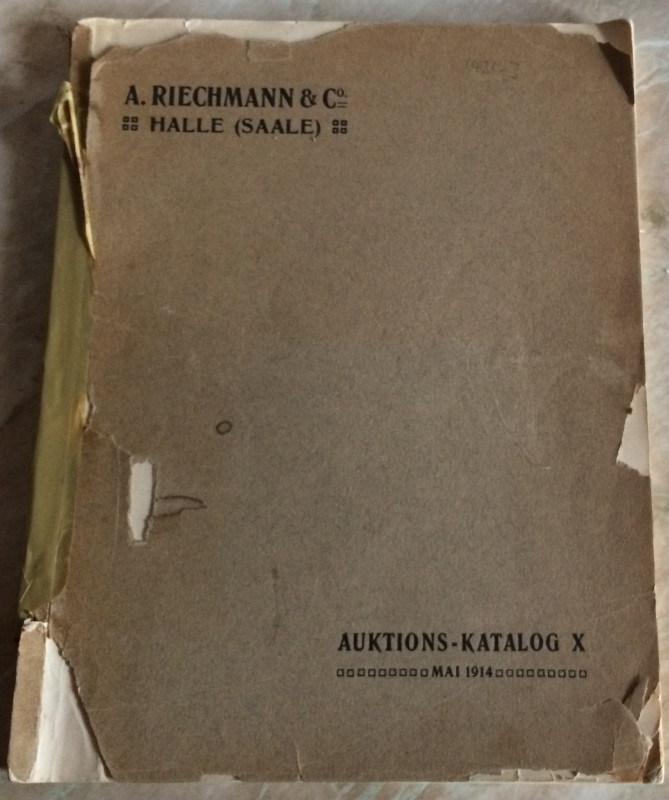 A. RIECHMANN & Co.
HALLE (SAALE)
AUKTIONS-KATALOG X
MAI 1914